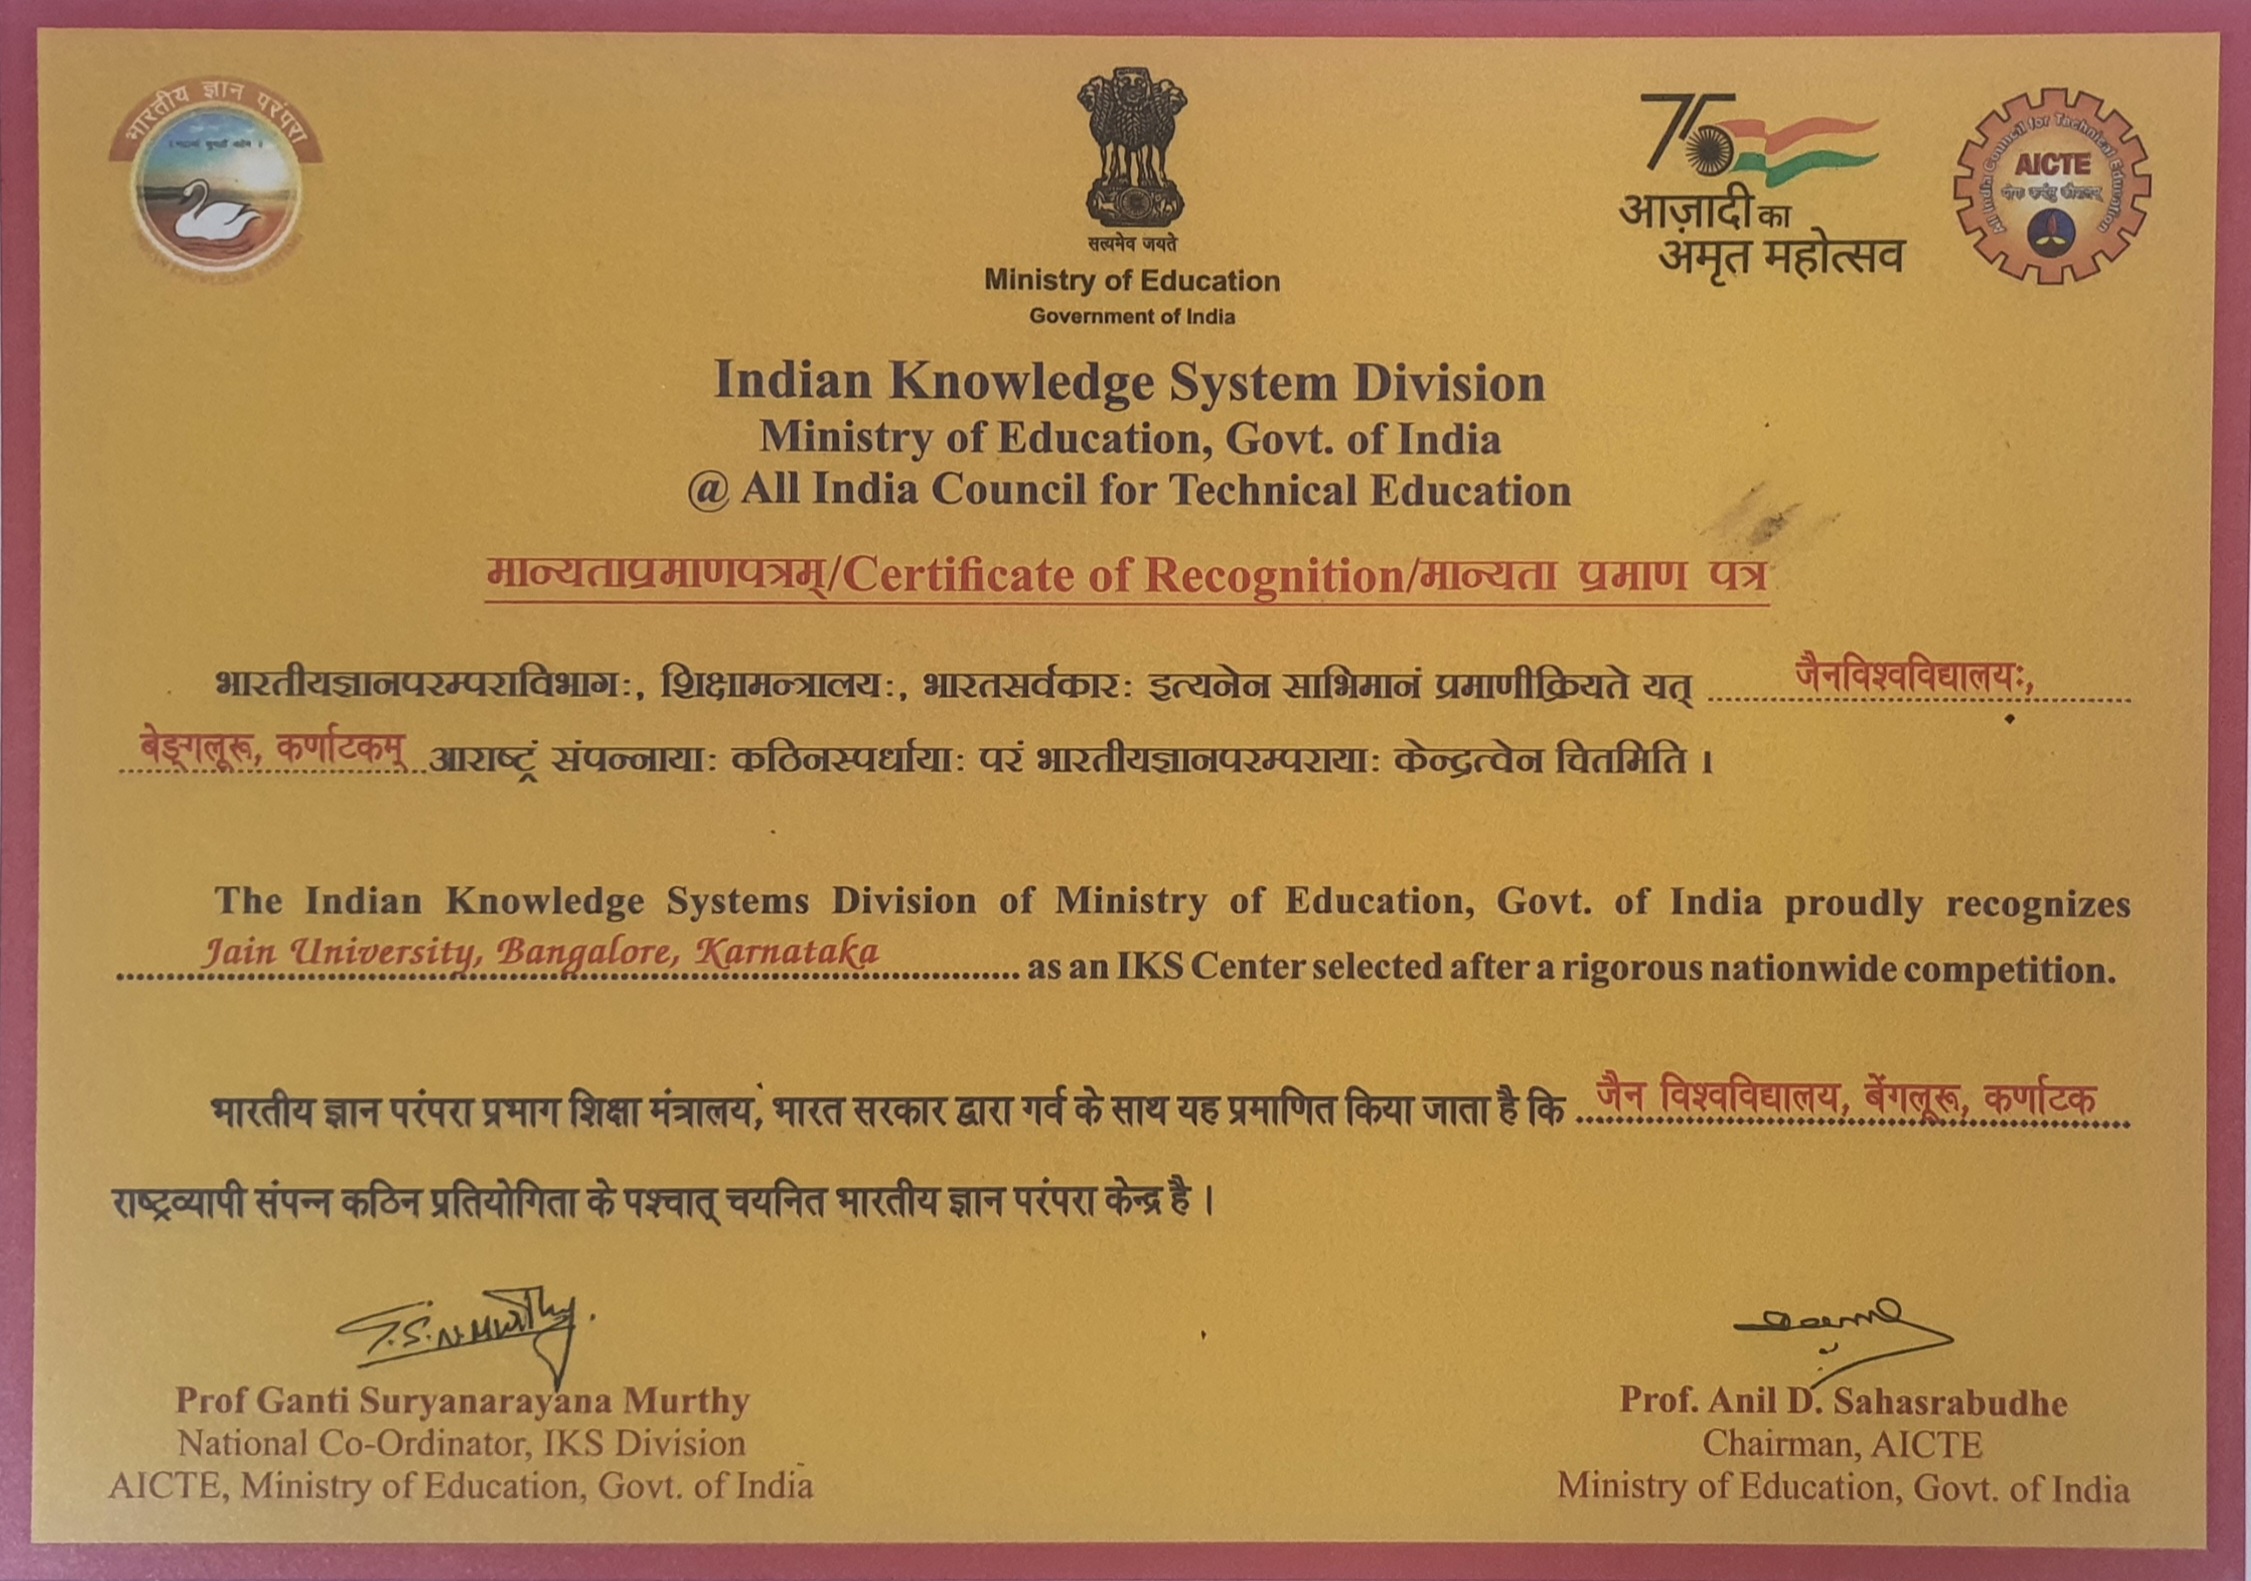 भारतीय ज्ञान परंपरा
सत्यमेव जयते
Ministry of Education
Government of India
75
आज़ादी का
अमृत महोत्सव
All India Council for Technical Education
AICTE
Indian Knowledge System Division
Ministry of Education, Govt. of India
@ All India Council for Technical Education
मान्यताप्रमाणपत्रम्/Certificate of Recognition/मान्यता प्रमाण पत्र
भारतीयज्ञानपरम्पराविभागः, शिक्षामन्त्रालयः, भारतसर्वकारः इत्यनेन साभिमानं प्रमाणीक्रियते यत् जैनविश्वविद्यालयः,
बेङ्गलूरू, कर्णाटकम् आराष्ट्रं संपन्नायाः कठिनस्पर्धायाः परं भारतीयज्ञानपरम्परायाः केन्द्रत्वेन चितमिति ।
The Indian Knowledge Systems Division of Ministry of Education, Govt. of India proudly recognizes
Jain University, Bangalore, Karnataka as an IKS Center selected after a rigorous nationwide competition.
भारतीय ज्ञान परंपरा प्रभाग शिक्षा मंत्रालय, भारत सरकार द्वारा गर्व के साथ यह प्रमाणित किया जाता है कि जैन विश्वविद्यालय, बेंगलूरू, कर्णाटक
राष्ट्रव्यापी संपन्न कठिन प्रतियोगिता के पश्चात् चयनित भारतीय ज्ञान परंपरा केन्द्र है ।
G.S.N. Murthy.
Prof Ganti Suryanarayana Murthy
National Co-Ordinator, IKS Division
AICTE, Ministry of Education, Govt. of India
Prof. Anil D. Sahasrabudhe
Chairman, AICTE
Ministry of Education, Govt. of India